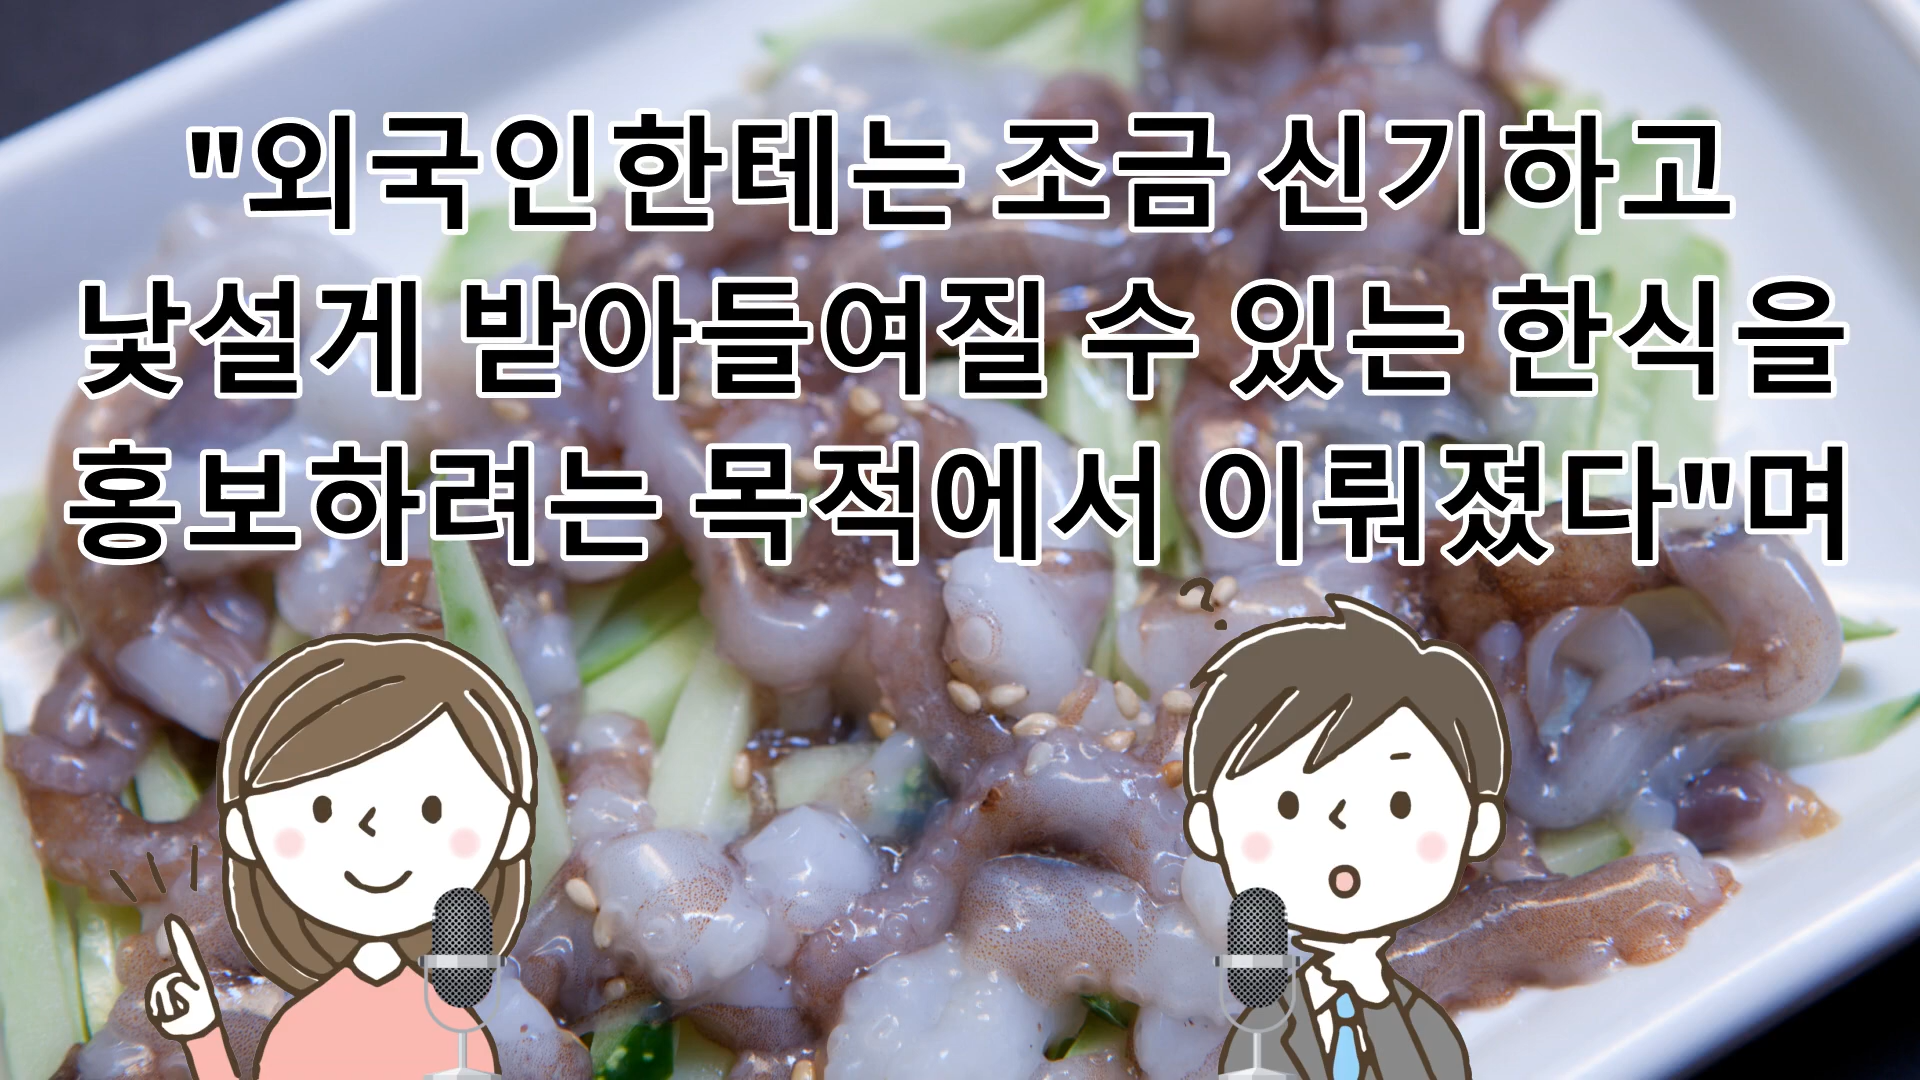 "외국인한테는 조금 신기하고
낯설게 받아들여질 수 있는 한식을
홍보하려는 목적에서 이뤄졌다"며
?